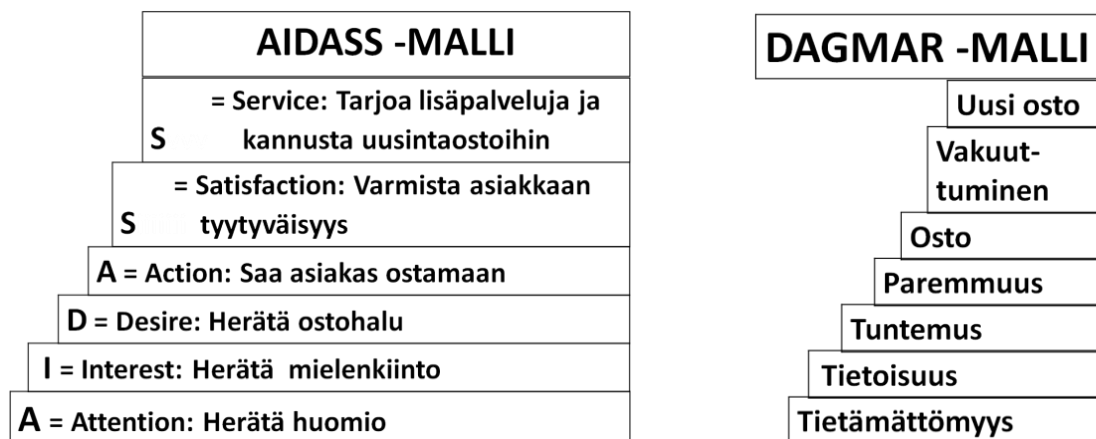 AIDASS -MALLI
= Service: Tarjoa lisäpalveluja ja
S kannusta uusintaostoihin
= Satisfaction: Varmista asiakkaan
S tyytyväisyys
A = Action: Saa asiakas ostamaan
D = Desire: Herätä ostohalu
I = Interest: Herätä mielenkiinto
A = Attention: Herätä huomio
DAGMAR -MALLI
Uusi osto
Vakuut-
tuminen
Osto
Paremmuus
Tuntemus
Tietoisuus
Tietämättömyys